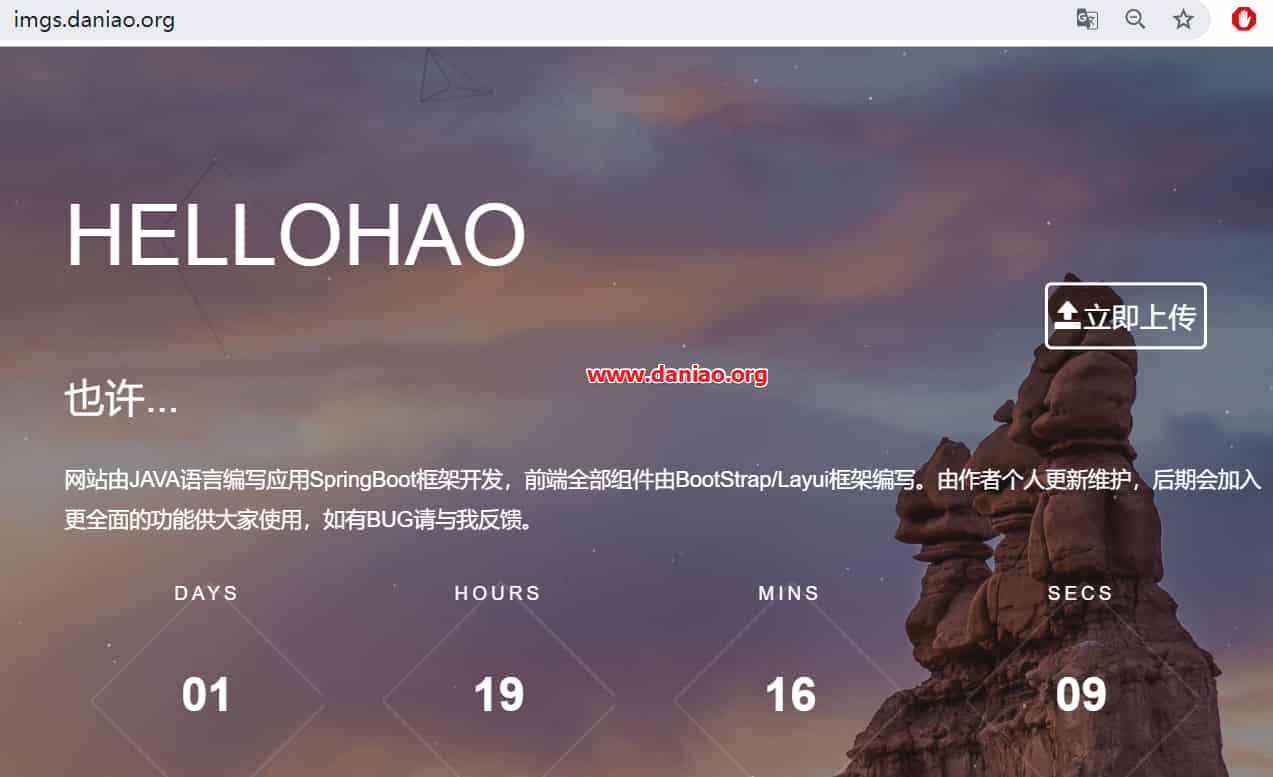 imgs.daniao.org
HELLOHAO
立即上传
www.daniao.org
也许...
网站由JAVA语言编写应用SpringBoot框架开发，前端全部组件由BootStrap/Layui框架编写。由作者个人更新维护，后期会加入
更全面的功能供大家使用，如有BUG请与我反馈。
DAYS HOURS MINS SECS
01 19 16 09